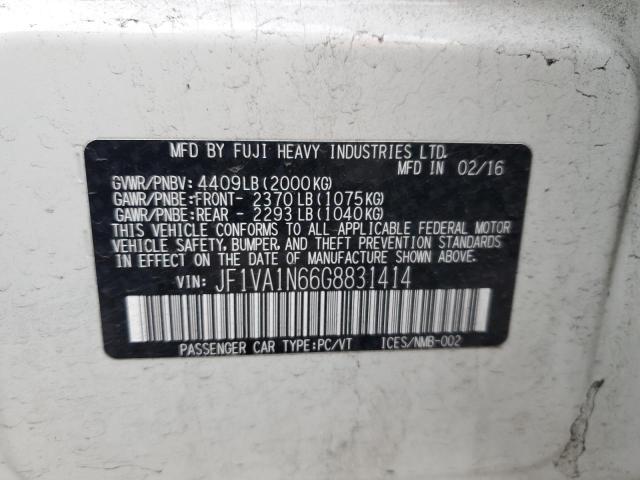 MFD BY FUJI HEAVY INDUSTRIES LTD.
MFD IN 02/16
GVWR/PNBV: 4409LB(2000KG)
GAWR/PNBE:FRONT- 2370LB(1075KG)
GAWR/PNBE:REAR - 2293LB(1040KG)
THIS VEHICLE CONFORMS TO ALL APPLICABLE FEDERAL MOTOR
VEHICLE SAFETY, BUMPER, AND THEFT PREVENTION STANDARDS
IN EFFECT ON THE DATE OF MANUFACTURE SHOWN ABOVE.
VIN: JF1VA1N66G8831414
PASSENGER CAR TYPE:PC/VT ICES/NMB-002